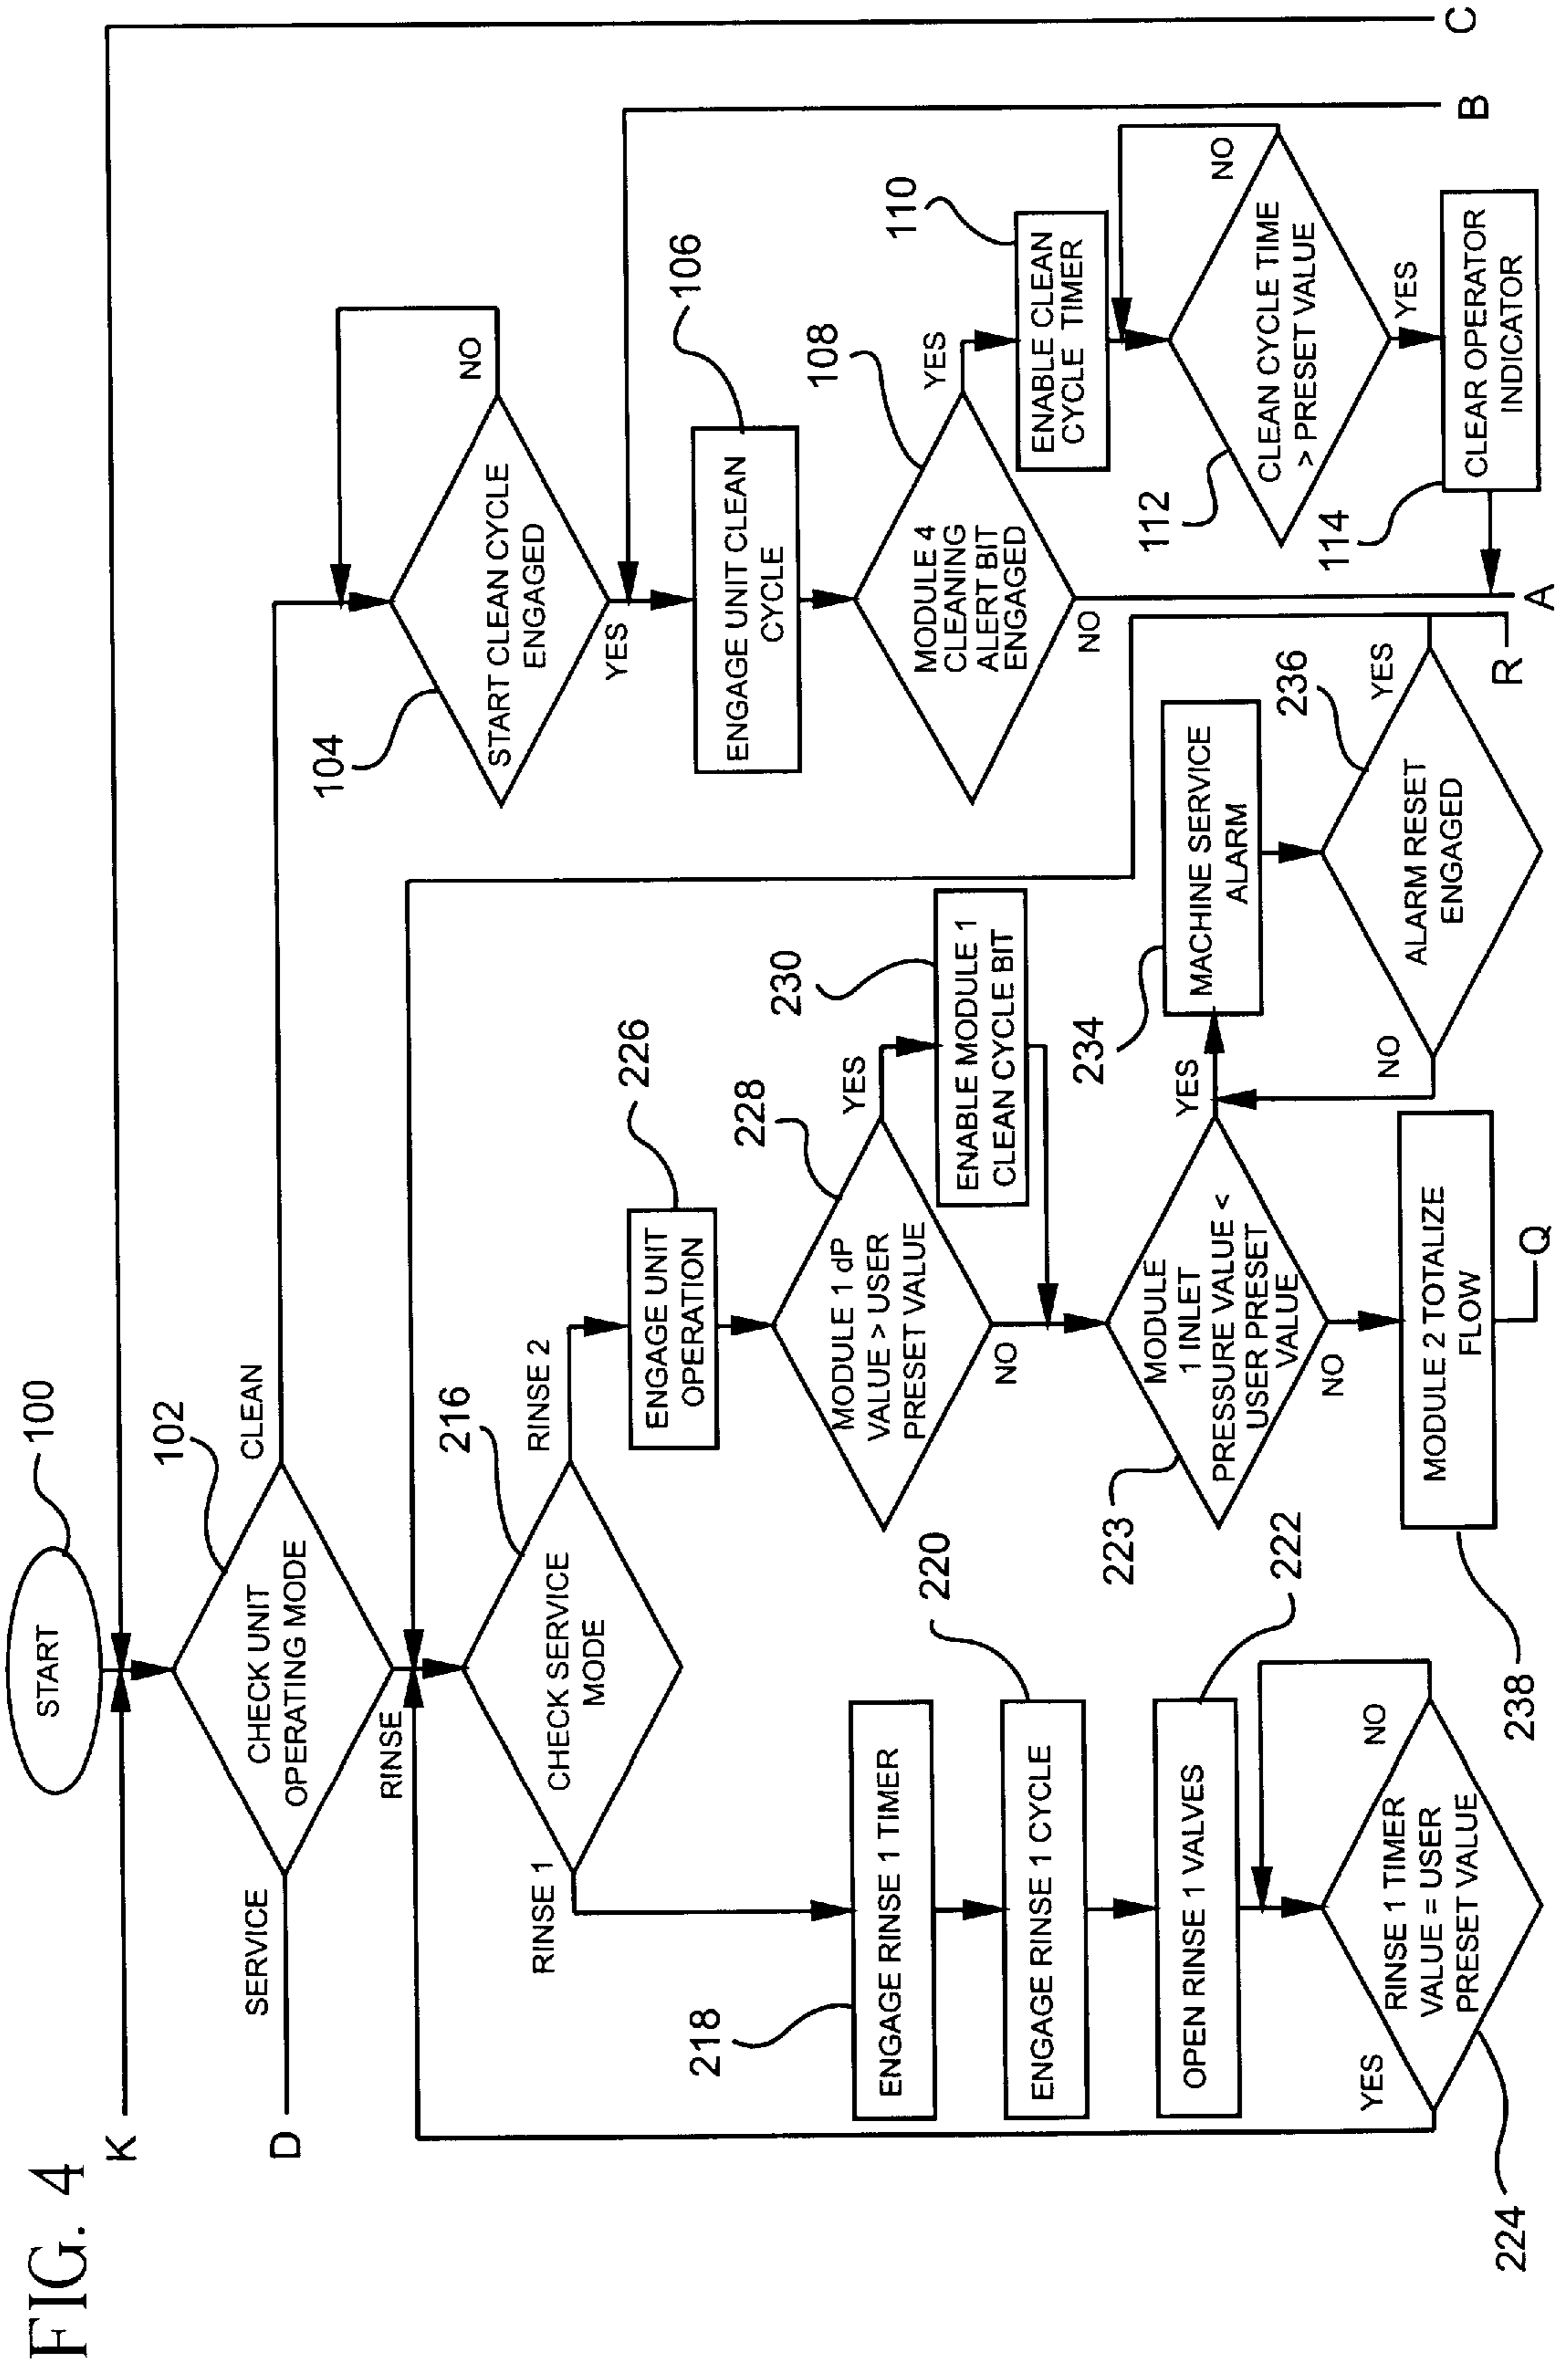 FIG. 4
START
100
K
C
CHECK UNIT
OPERATING MODE
102
SERVICE
CLEAN
RINSE
D
START CLEAN CYCLE
ENGAGED
104
NO
YES
B
ENGAGE UNIT CLEAN
CYCLE
106
MODULE 4
CLEANING
ALERT BIT
ENGAGED
108
YES
NO
ENABLE CLEAN
CYCLE TIMER
110
CLEAN CYCLE TIME
> PRESET VALUE
112
NO
YES
CLEAR OPERATOR
INDICATOR
114
A
CHECK SERVICE
MODE
216
RINSE 1
RINSE 2
ENGAGE RINSE 1 TIMER
218
ENGAGE RINSE 1 CYCLE
220
OPEN RINSE 1 VALVES
222
RINSE 1 TIMER
VALUE = USER
PRESET VALUE
224
YES
NO
ENGAGE UNIT
OPERATION
226
MODULE 1 dP
VALUE > USER
PRESET VALUE
228
YES
NO
ENABLE MODULE 1
CLEAN CYCLE BIT
230
MODULE
1 INLET
PRESSURE VALUE <
USER PRESET
VALUE
223
YES
NO
MACHINE SERVICE
ALARM
234
ALARM RESET
ENGAGED
236
NO
YES
R
MODULE 2 TOTALIZE
FLOW
238
Q